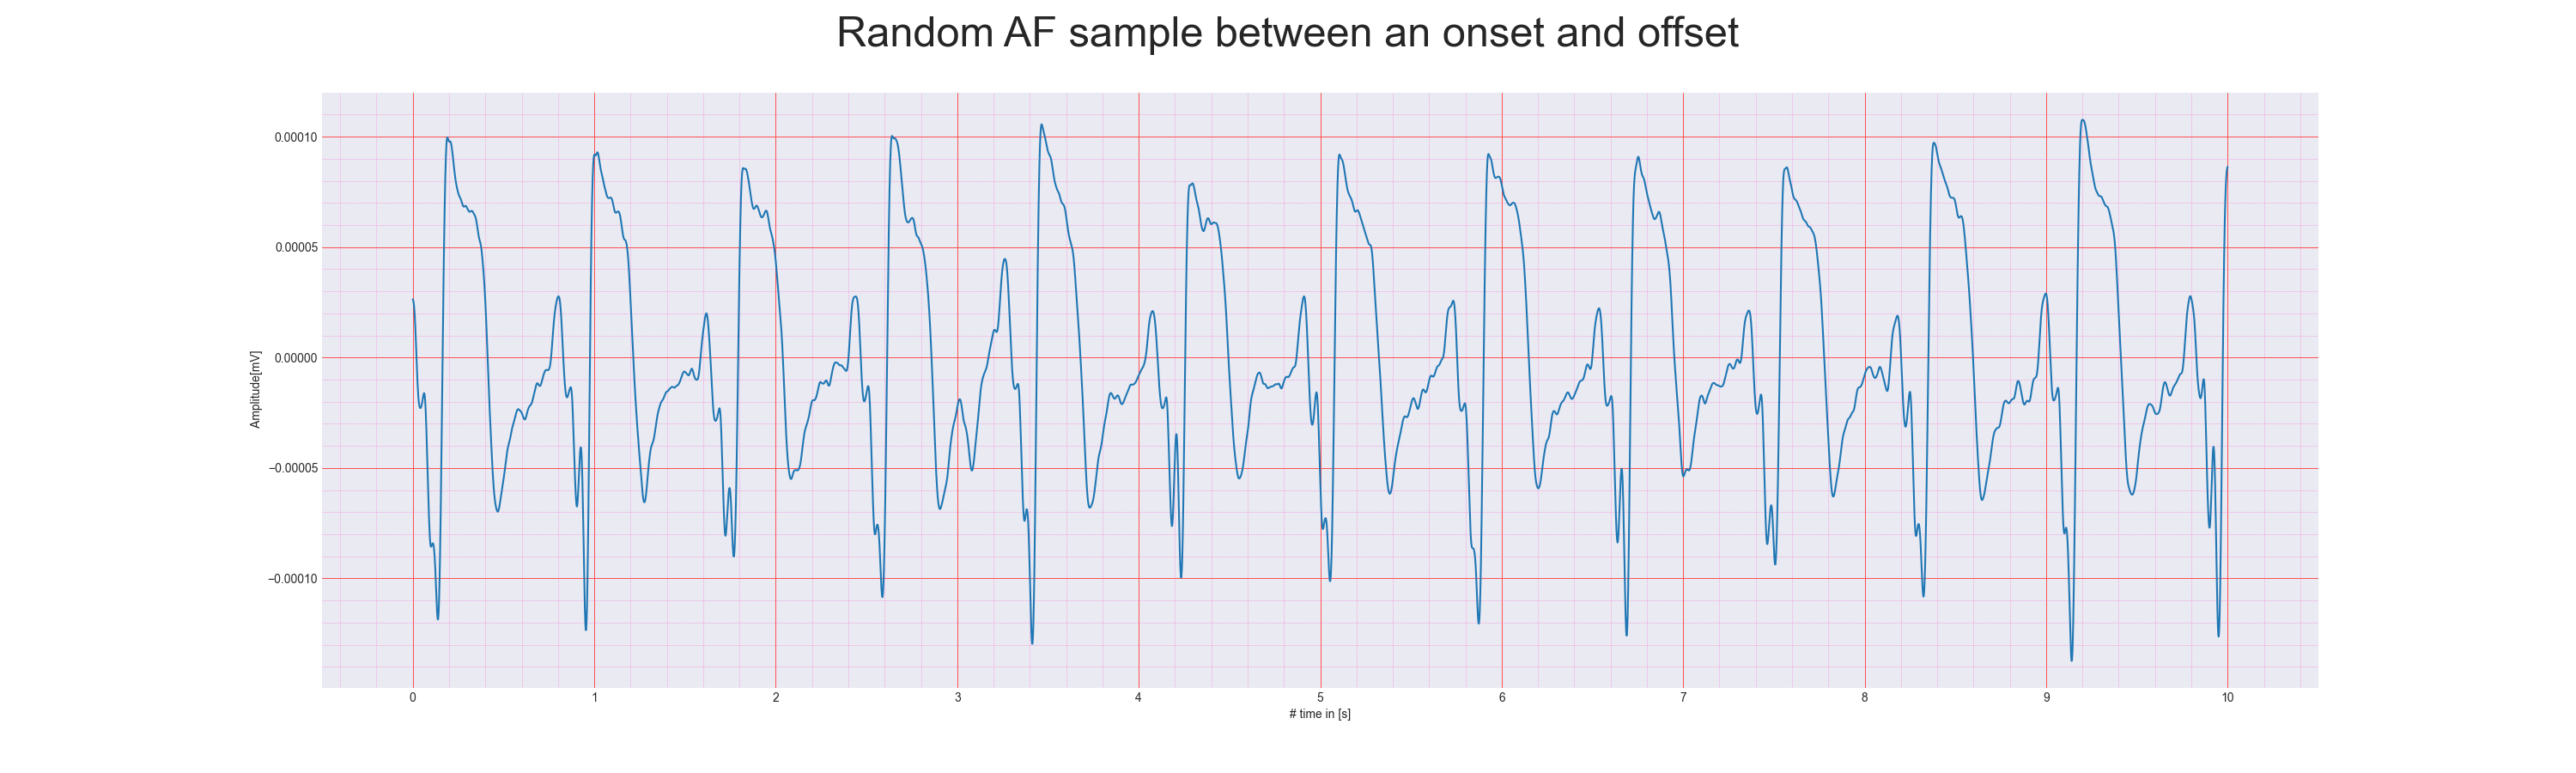 Random AF sample between an onset and offset
0.00010
0.00005
0.00000
−0.00005
−0.00010
Amplitude[mV]
0 1 2 3 4 5 6 7 8 9 10
# time in [s]